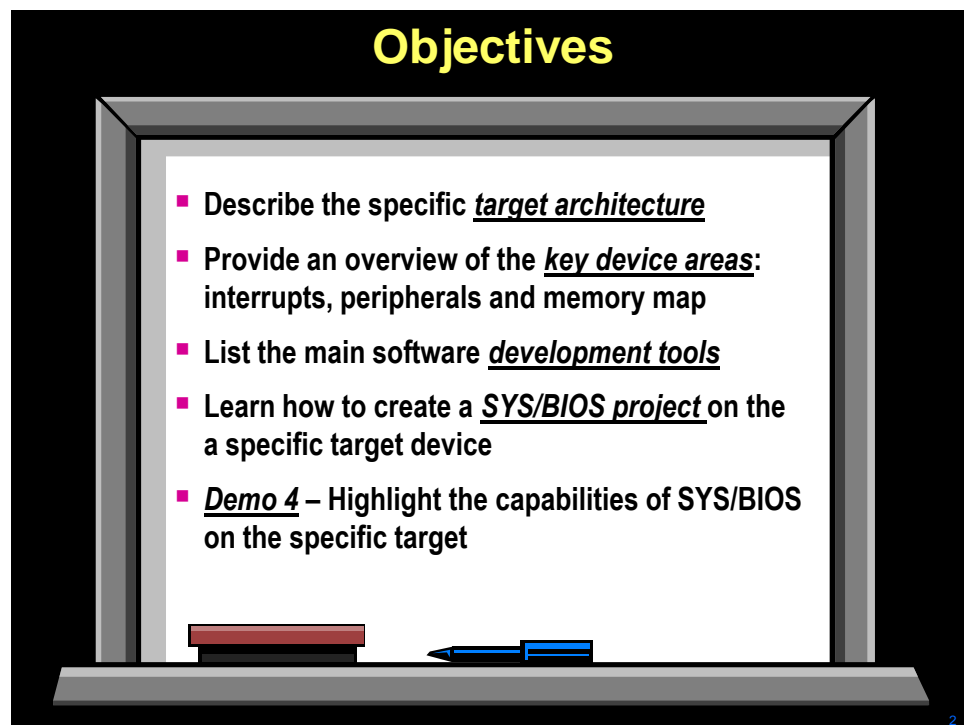 Objectives
Describe the specific target architecture
Provide an overview of the key device areas:
interrupts, peripherals and memory map
List the main software development tools
Learn how to create a SYS/BIOS project on the
a specific target device
Demo 4 – Highlight the capabilities of SYS/BIOS
on the specific target
2